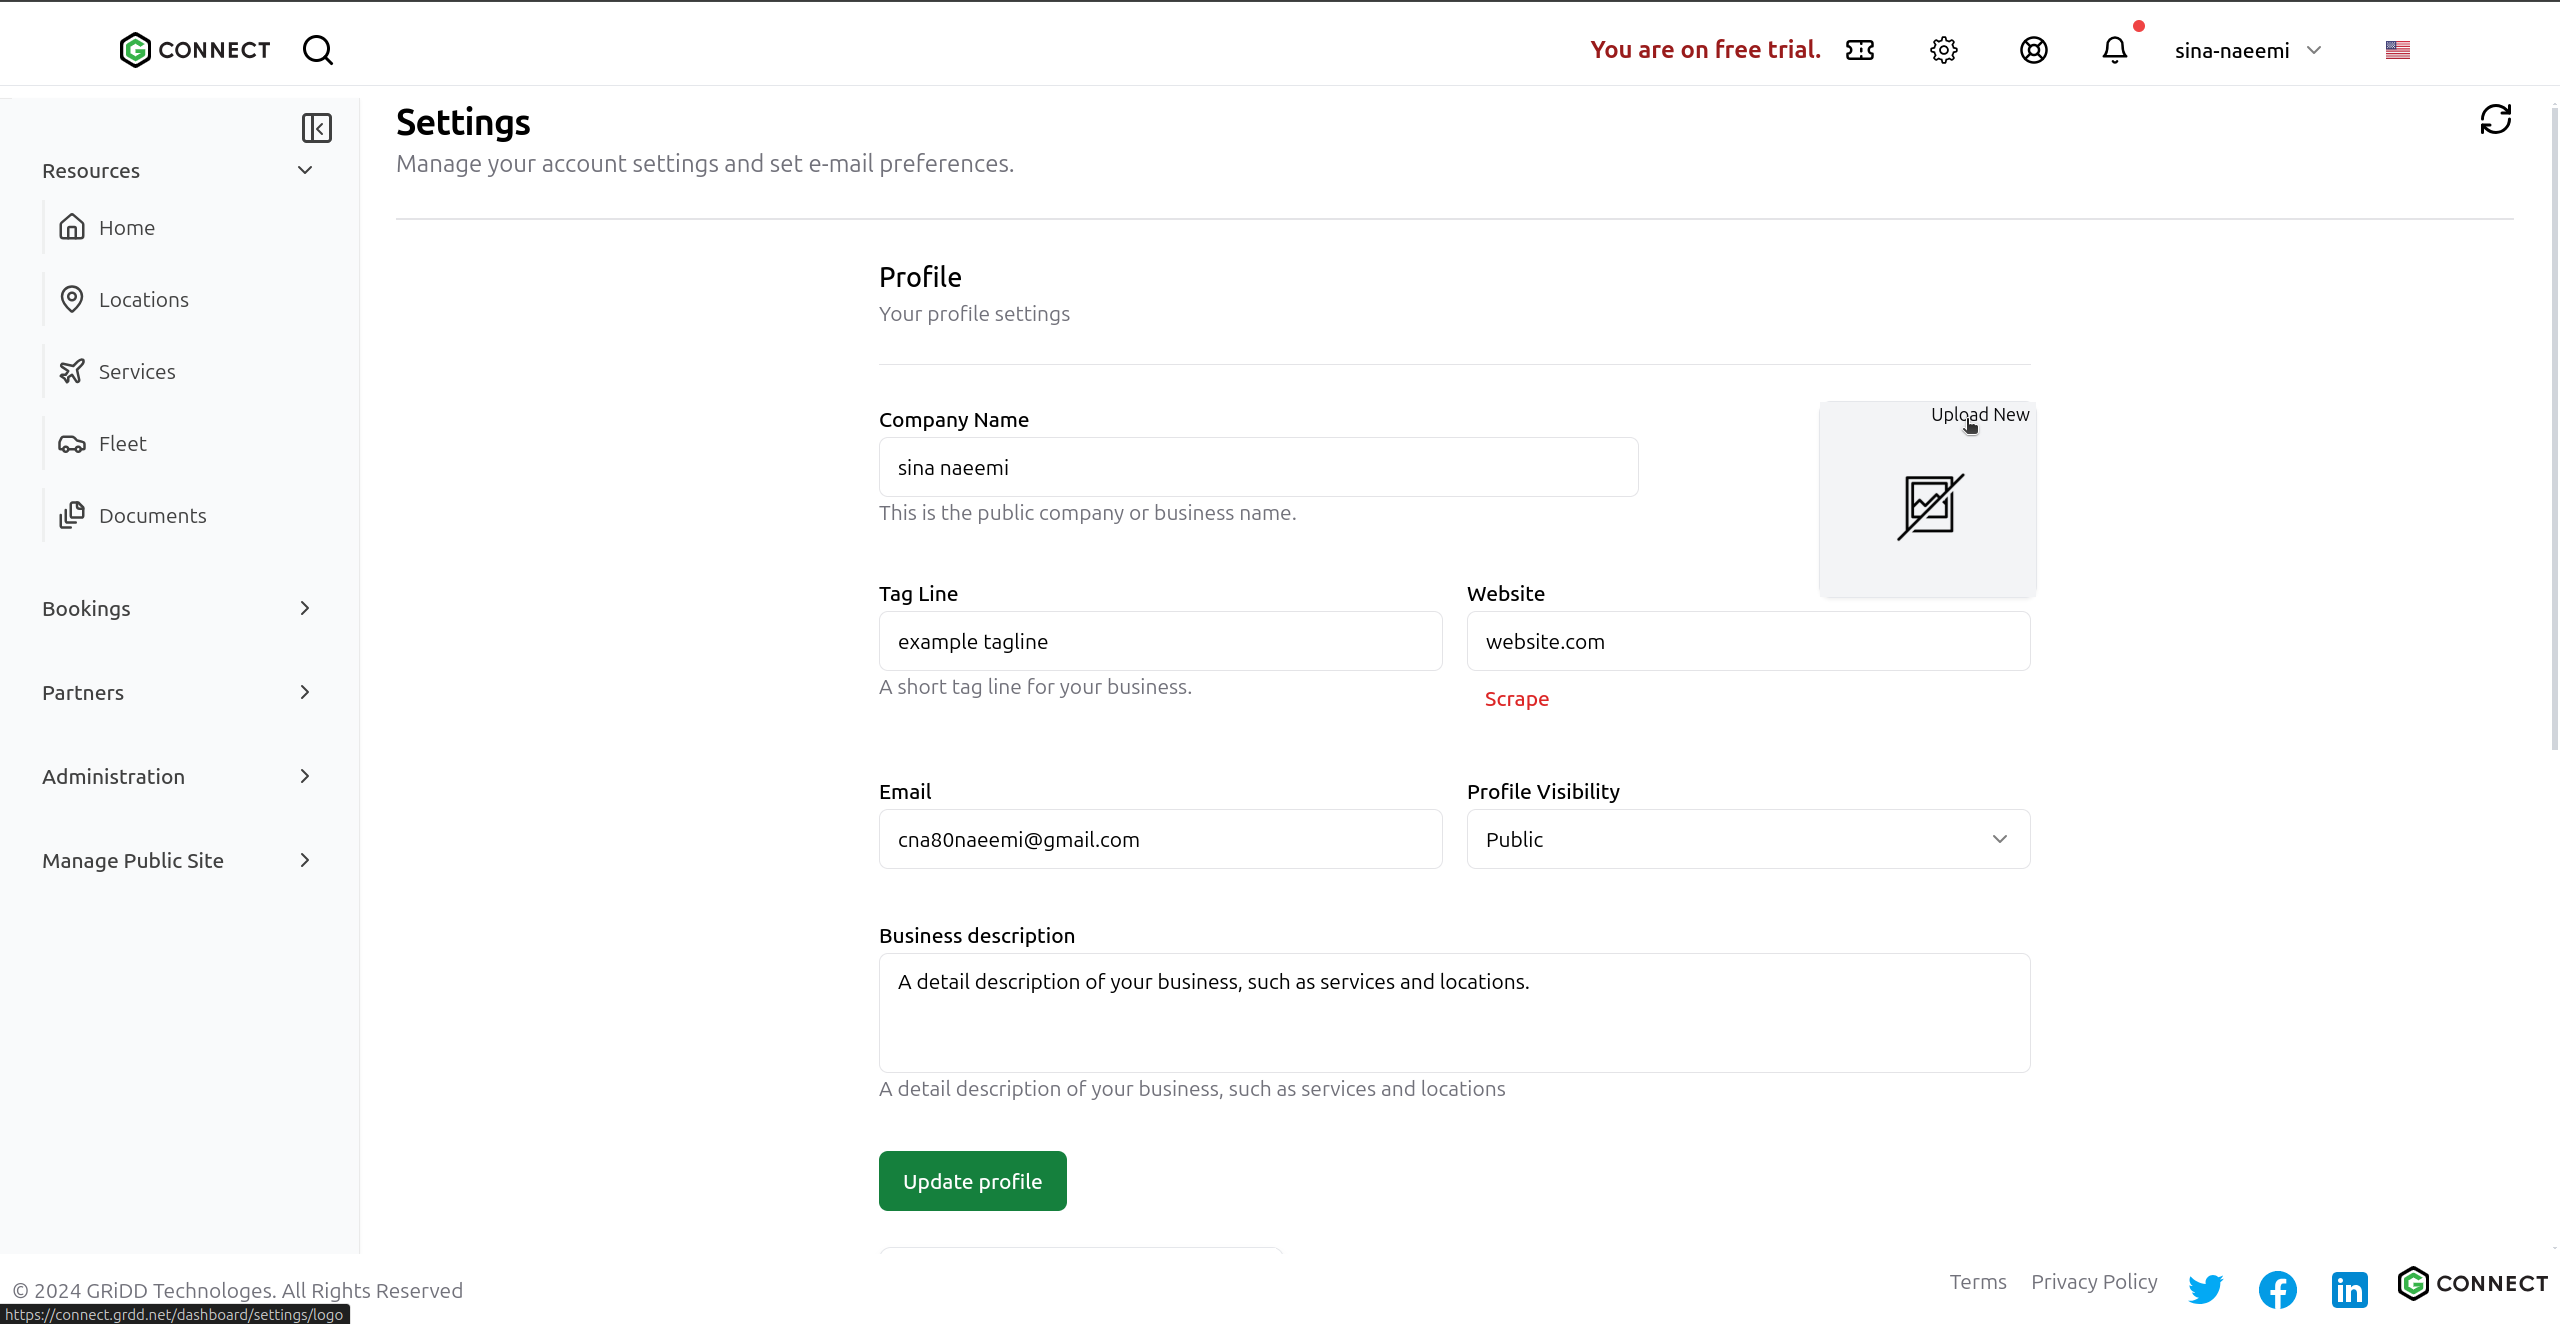 CONNECT
You are on free trial.
sina-naeemi
Settings
Manage your account settings and set e-mail preferences.
Resources
Home
Locations
Services
Fleet
Documents
Bookings
Partners
Administration
Manage Public Site
Profile
Your profile settings
Company Name
sina naeemi
This is the public company or business name.
Upload New
Tag Line
example tagline
A short tag line for your business.
Website
website.com
Scrape
Email
cna80naeemi@gmail.com
Profile Visibility
Public
Business description
A detail description of your business, such as services and locations.
A detail description of your business, such as services and locations
Update profile
© 2024 GRiDD Technologes. All Rights Reserved
Terms
Privacy Policy
in
CONNECT
https://connect.grdd.net/dashboard/settings/logo